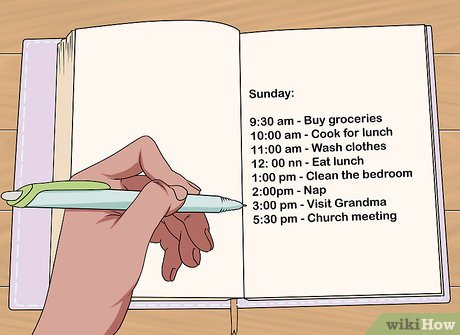 Sunday:
9:30 am - Buy groceries
10:00 am - Cook for lunch
11:00 am - Wash clothes
12: 00 nn - Eat lunch
1:00 pm - Clean the bedroom
2:00pm - Nap
3:00 pm - Visit Grandma
5:30 pm - Church meeting
wikiHow